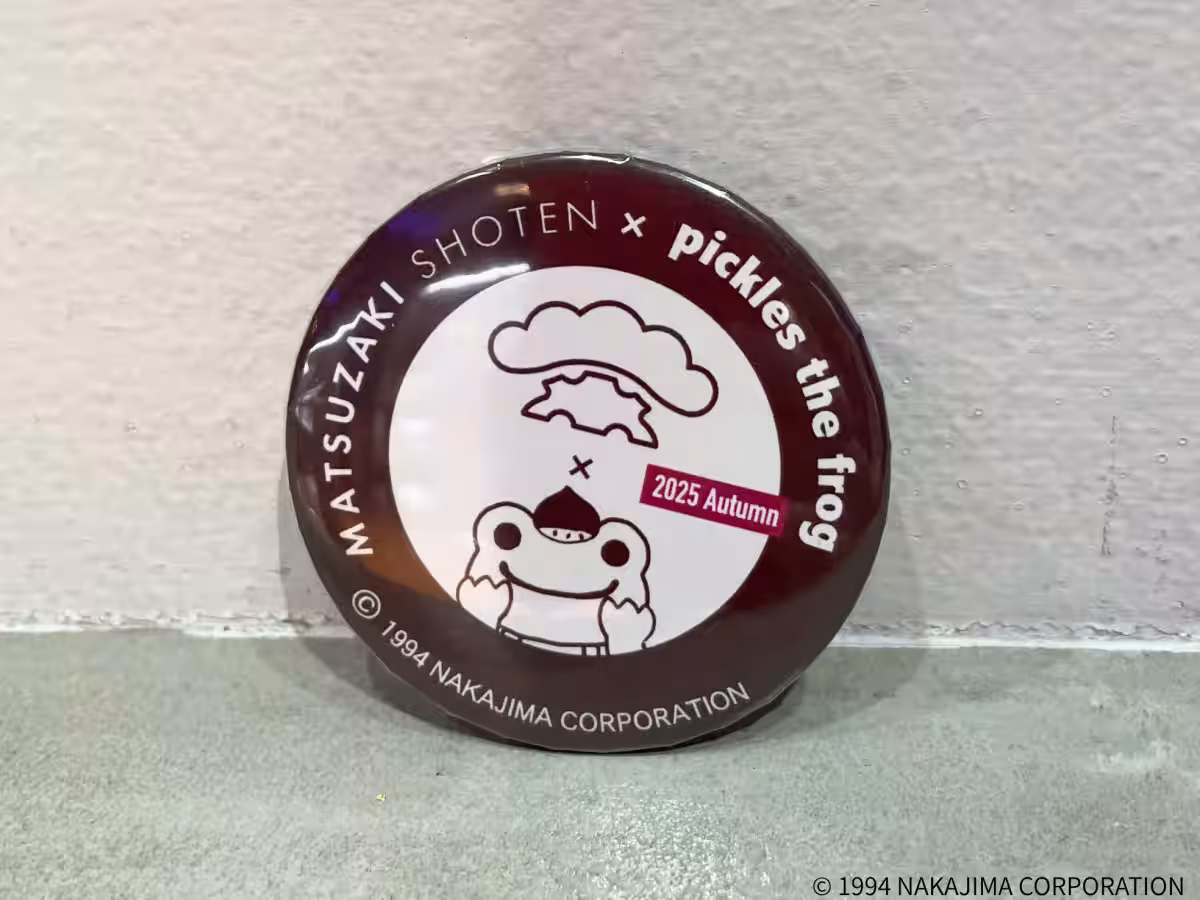 MATSUZAKI SHOTEN × pickles the frog
×
2025 Autumn
© 1994 NAKAJIMA CORPORATION
© 1994 NAKAJIMA CORPORATION